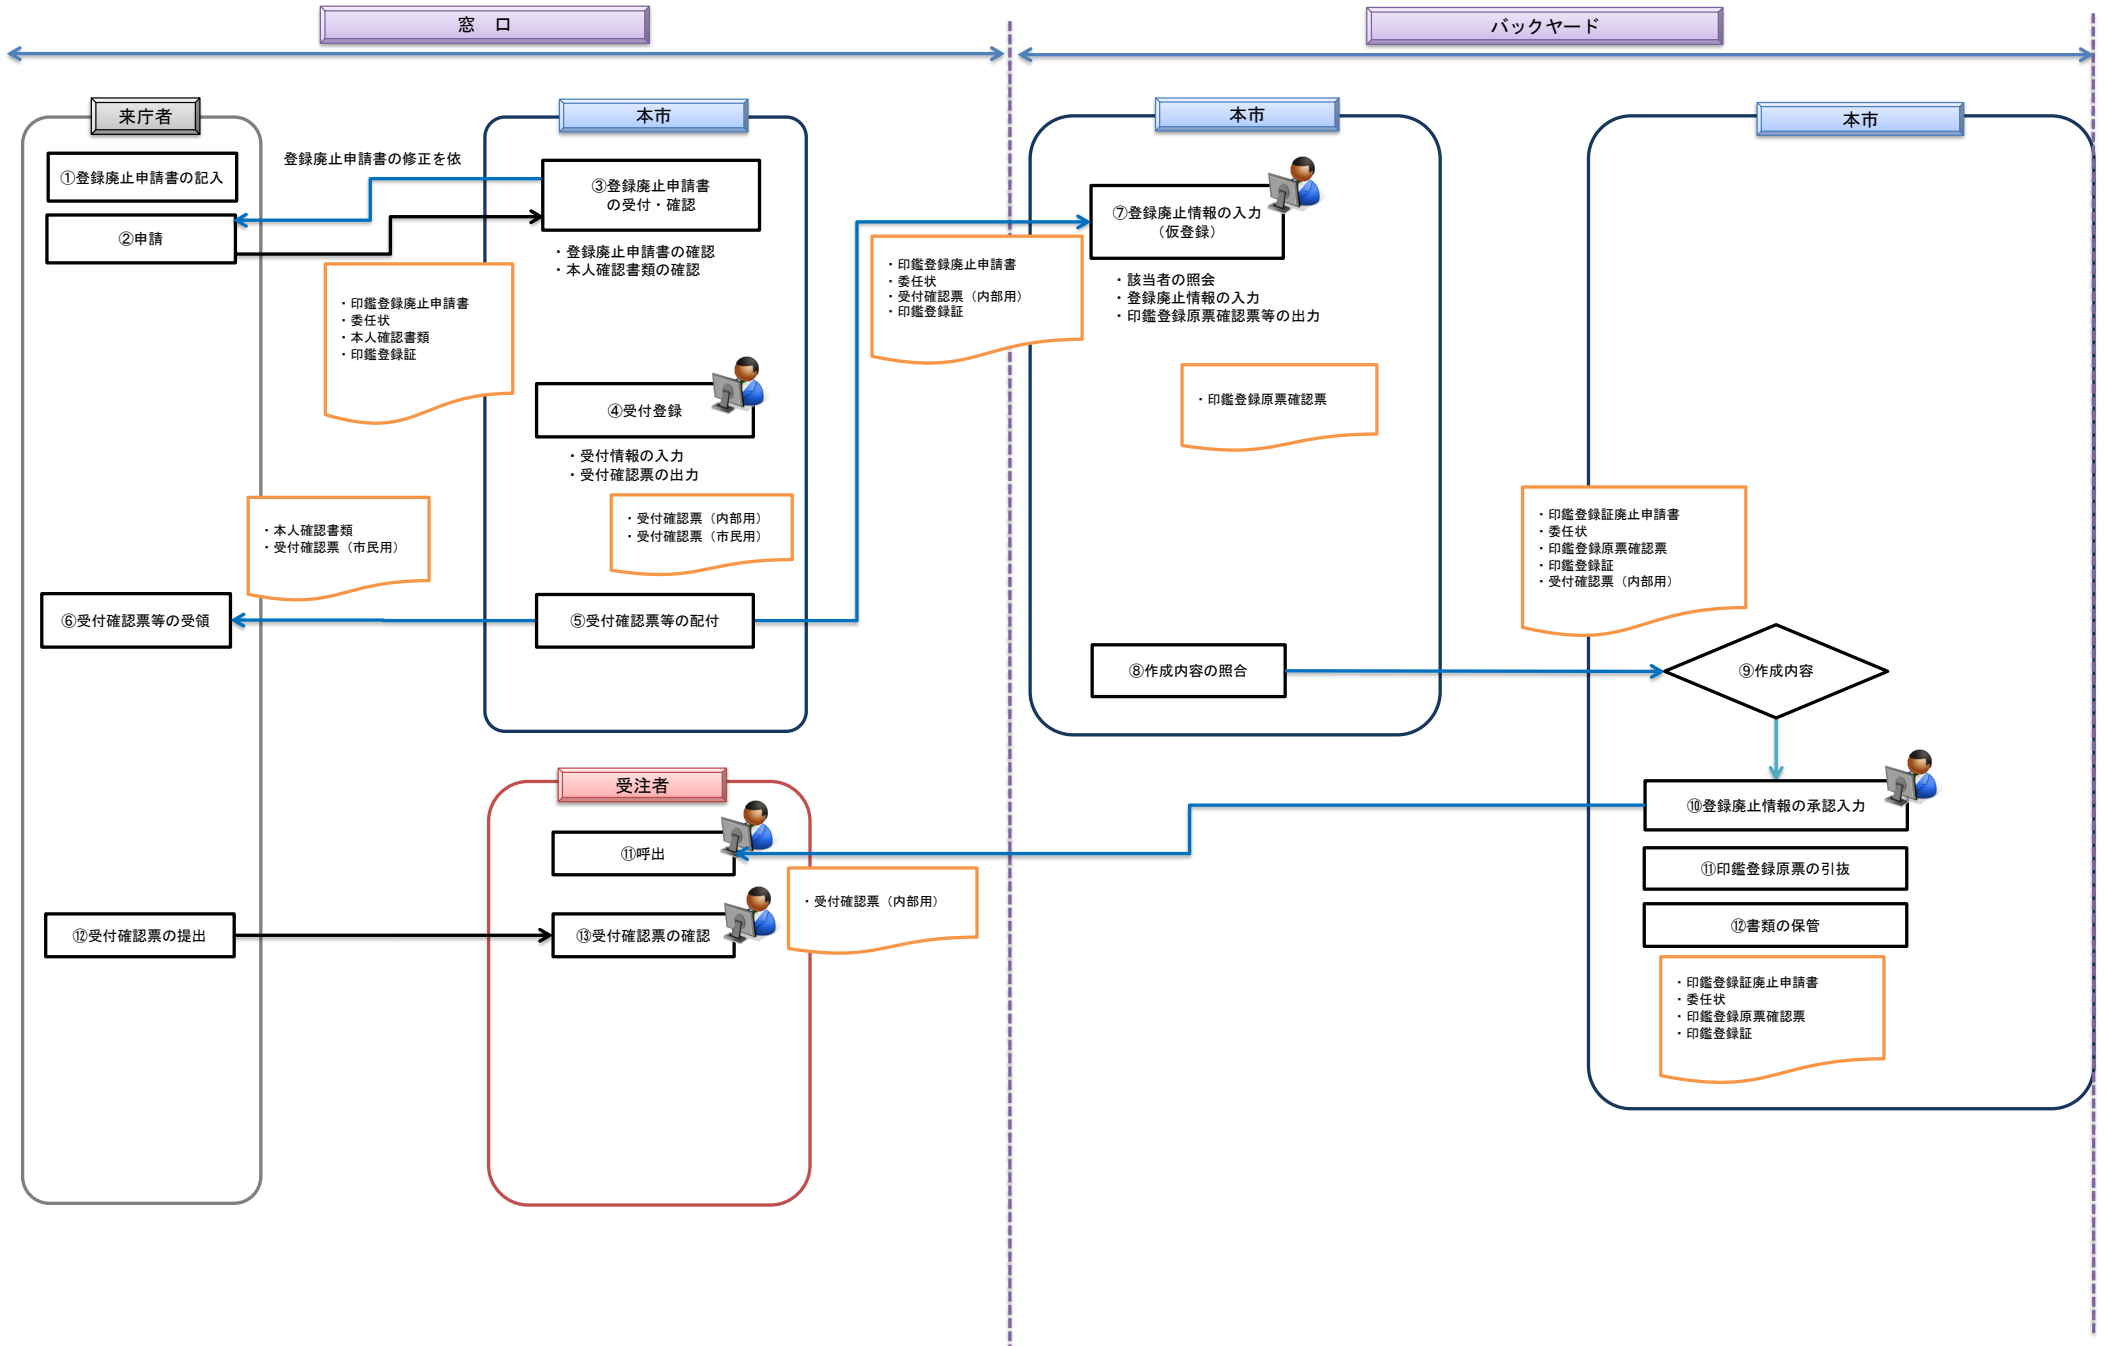 窓　口
バックヤード
来庁者
本市
本市
本市
①登録廃止申請書の記入
登録廃止申請書の修正を依
③登録廃止申請書
の受付・確認
②申請
・登録廃止申請書の確認
・本人確認書類の確認
・印鑑登録廃止申請書
・委任状
・本人確認書類
・印鑑登録証
④受付登録
・受付情報の入力
・受付確認票の出力
・受付確認票（内部用）
・受付確認票（市民用）
・本人確認書類
・受付確認票（市民用）
⑥受付確認票等の受領
⑤受付確認票等の配付
・印鑑登録廃止申請書
・委任状
・受付確認票（内部用）
・印鑑登録証
⑦登録廃止情報の入力
（仮登録）
・該当者の照会
・登録廃止情報の入力
・印鑑登録原票確認票等の出力
・印鑑登録原票確認票
⑧作成内容の照合
・印鑑登録証廃止申請書
・委任状
・印鑑登録原票確認票
・印鑑登録証
・受付確認票（内部用）
⑨作成内容
⑩登録廃止情報の承認入力
⑪印鑑登録原票の引抜
⑫書類の保管
・印鑑登録証廃止申請書
・委任状
・印鑑登録原票確認票
・印鑑登録証
受注者
⑪呼出
・受付確認票（内部用）
⑫受付確認票の提出
⑬受付確認票の確認